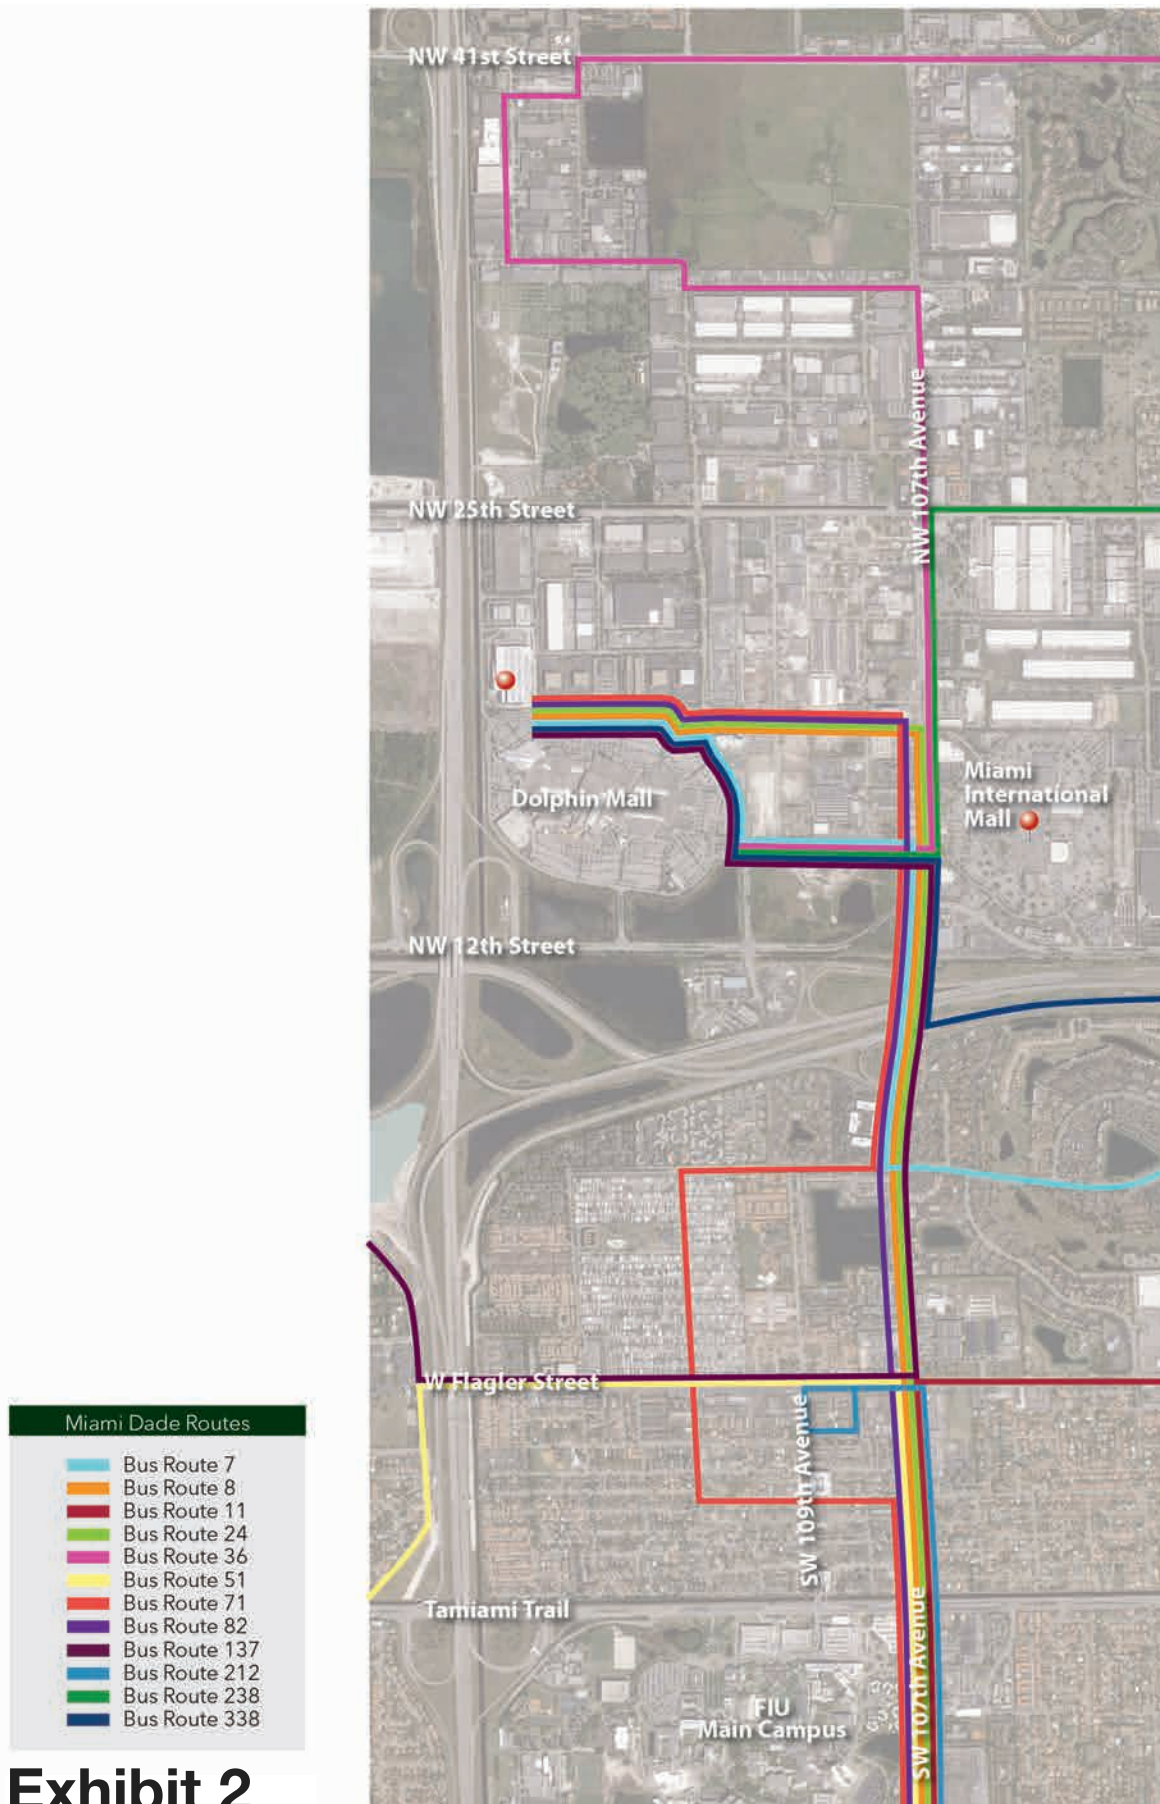 NW 41st Street
NW 107th Avenue
NW 25th Street
Miami
International
Mall
Dolphin Mall
NW 12th Street
W Flagler Street
SW 109th Avenue
Tamiami Trail
SW 107th Avenue
FIU
Main Campus
Miami Dade Routes
Bus Route 7
Bus Route 8
Bus Route 11
Bus Route 24
Bus Route 36
Bus Route 51
Bus Route 71
Bus Route 82
Bus Route 137
Bus Route 212
Bus Route 238
Bus Route 338
Exhibit 2